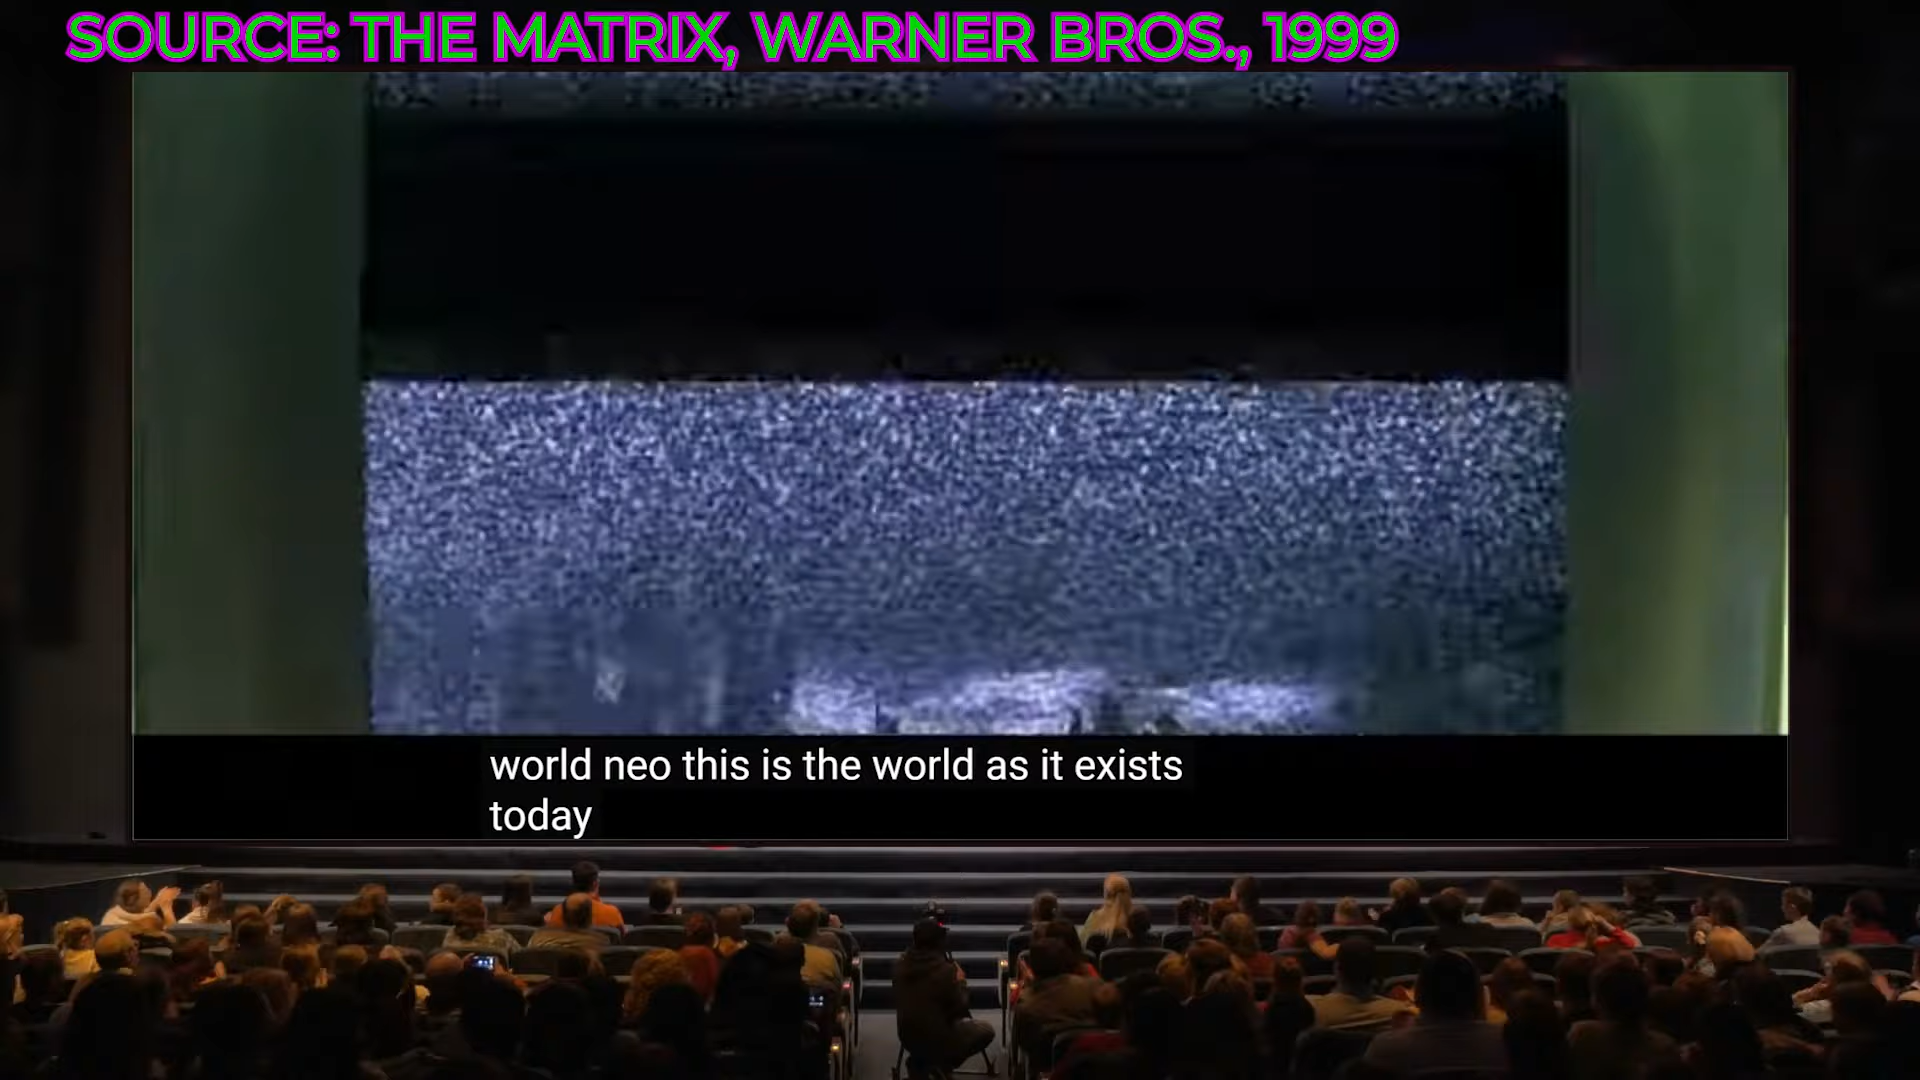 SOURCE: THE MATRIX, WARNER BROS., 1999
world neo this is the world as it exists
today